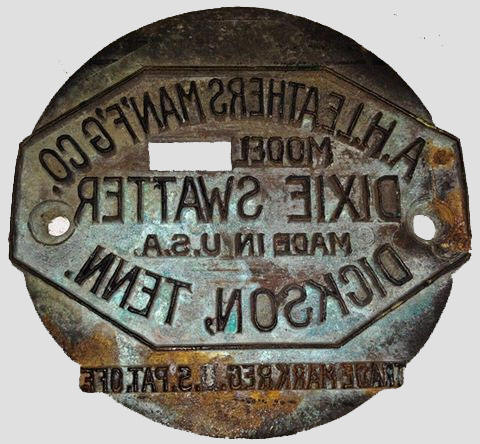 A.H.LEATHERS MAN'F'G CO.
MODEL
DIXIE SWATTER
MADE IN U.S.A.
DICKSON, TENN.
TRADE MARK REG. U.S. PAT. OFF.